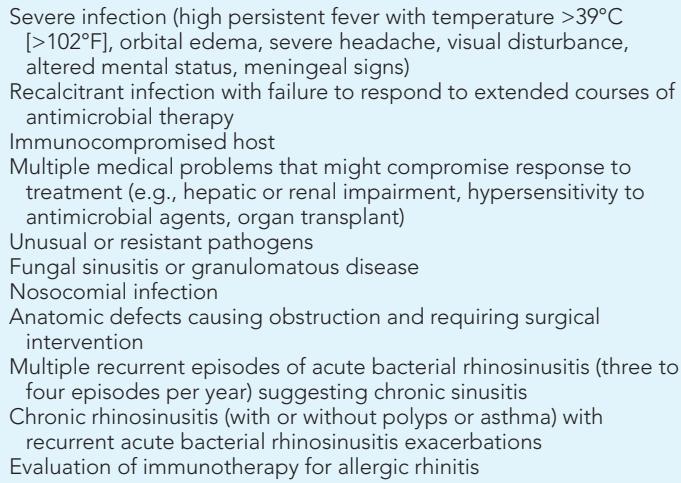 Severe infection (high persistent fever with temperature >39°C
[>102°F], orbital edema, severe headache, visual disturbance,
altered mental status, meningeal signs)
Recalcitrant infection with failure to respond to extended courses of
antimicrobial therapy
Immunocompromised host
Multiple medical problems that might compromise response to
treatment (e.g., hepatic or renal impairment, hypersensitivity to
antimicrobial agents, organ transplant)
Unusual or resistant pathogens
Fungal sinusitis or granulomatous disease
Nosocomial infection
Anatomic defects causing obstruction and requiring surgical
intervention
Multiple recurrent episodes of acute bacterial rhinosinusitis (three to
four episodes per year) suggesting chronic sinusitis
Chronic rhinosinusitis (with or without polyps or asthma) with
recurrent acute bacterial rhinosinusitis exacerbations
Evaluation of immunotherapy for allergic rhinitis